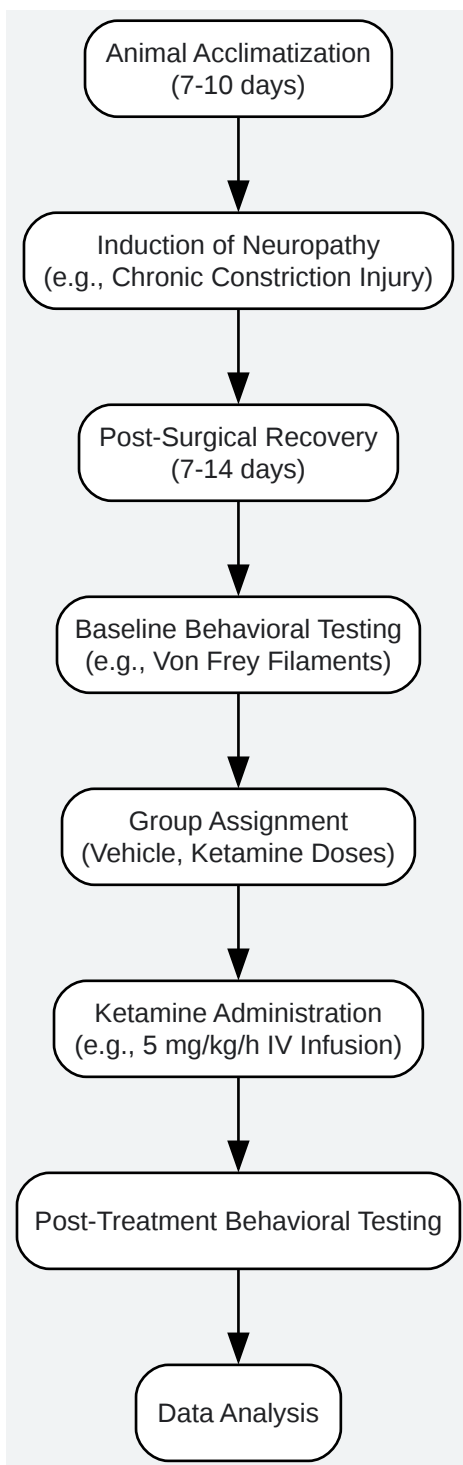 Animal Acclimatization
(7-10 days)
Induction of Neuropathy
(e.g., Chronic Constriction Injury)
Post-Surgical Recovery
(7-14 days)
Baseline Behavioral Testing
(e.g., Von Frey Filaments)
Group Assignment
(Vehicle, Ketamine Doses)
Ketamine Administration
(e.g., 5 mg/kg/h IV Infusion)
Post-Treatment Behavioral Testing
Data Analysis